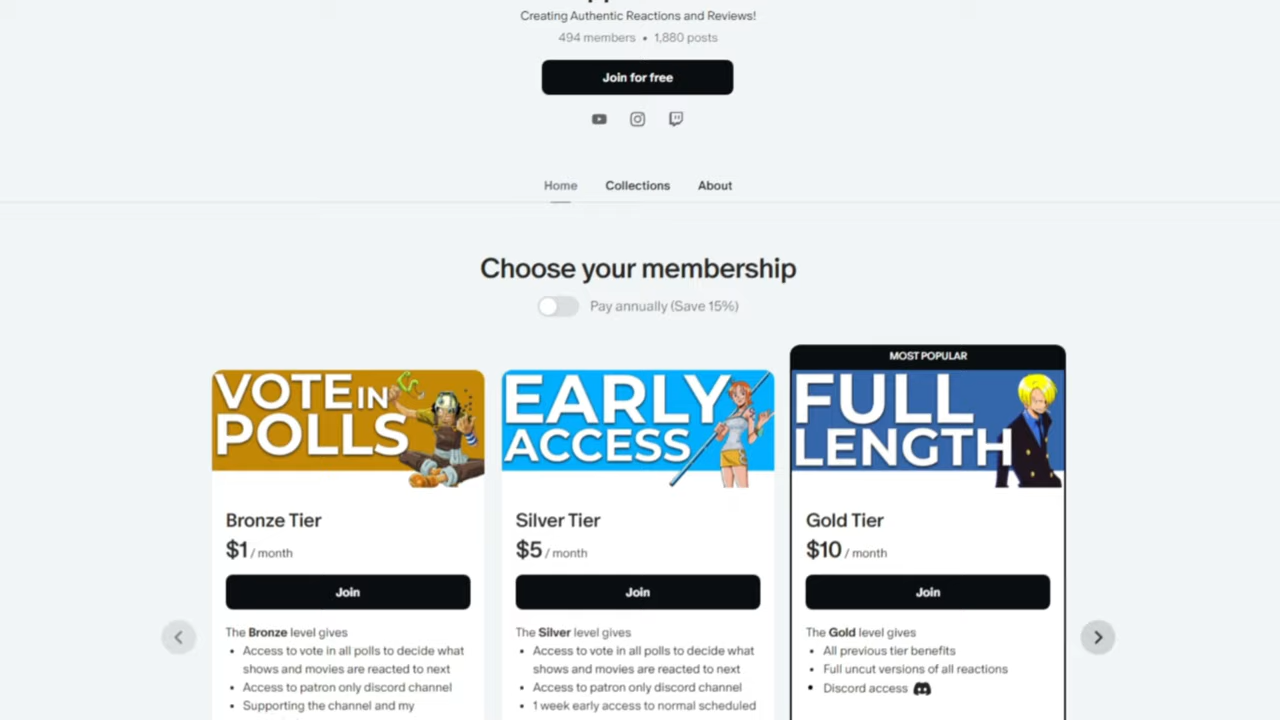 Creating Authentic Reactions and Reviews!
494 members • 1,880 posts
Join for free
Home Collections About
Choose your membership
Pay annually (Save 15%)
MOST POPULAR
VOTE IN
POLLS
EARLY
ACCESS
FULL
LENGTH
Bronze Tier
$1 / month
Join
The Bronze level gives
• Access to vote in all polls to decide what
shows and movies are reacted to next
• Access to patron only discord channel
• Supporting the channel and my
Silver Tier
$5 / month
Join
The Silver level gives
• Access to vote in all polls to decide what
shows and movies are reacted to next
• Access to patron only discord channel
• 1 week early access to normal scheduled
Gold Tier
$10 / month
Join
The Gold level gives
• All previous tier benefits
• Full uncut versions of all reactions
• Discord access